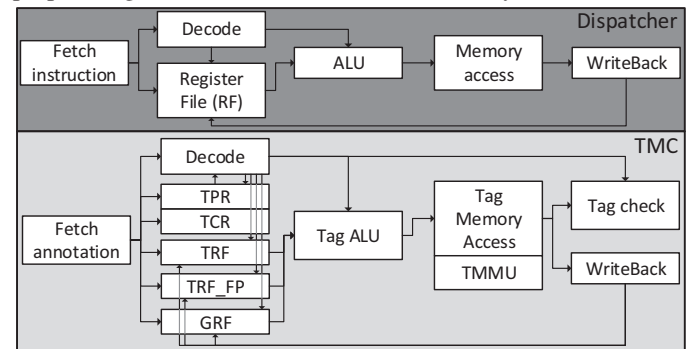 Dispatcher
Decode
Fetch
instruction
Register
File (RF)
ALU
Memory
access
WriteBack
TMC
Decode
TPR
TCR
Fetch
annotation
TRF
TRF_FP
GRF
Tag ALU
Tag
Memory
Access
TMMU
Tag check
WriteBack